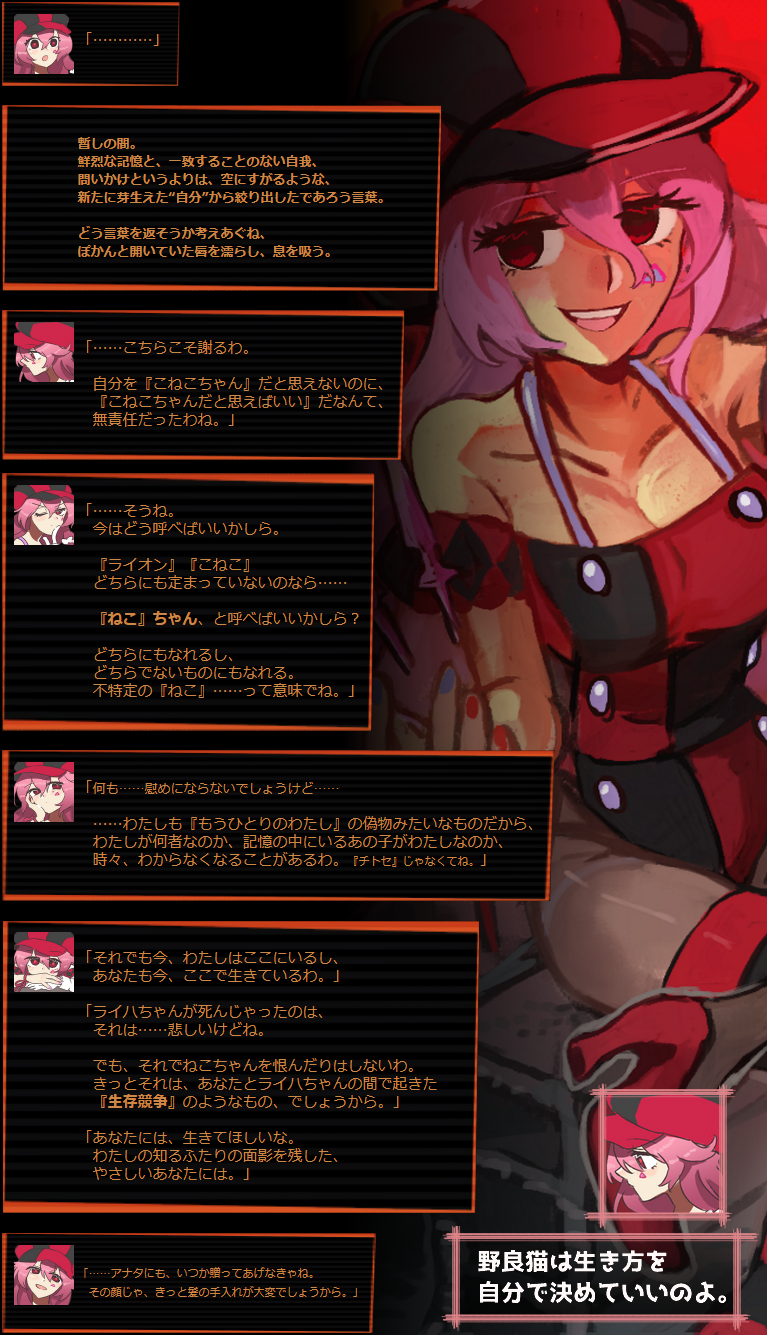 「…………」
暫しの間。
鮮烈な記憶と、一致することのない自我、
問いかけというよりは、空にすがるような、
新たに芽生えた“自分”から絞り出したであろう言葉。
どう言葉を返そうか考えあぐね、
ぽかんと開いていた唇を濡らし、息を吸う。
「……こちらこそ謝るわ。
自分を『こねこちゃん』だと思えないのに、
『こねこちゃんだと思えばいい』だなんて、
無責任だったわね。」
「……そうね。
今はどう呼べばいいかしら。
『ライオン』『こねこ』
どちらにも定まっていないのなら……
『ねこ』ちゃん、と呼べばいいかしら？
どちらにもなれるし、
どちらでないものにもなれる。
不特定の『ねこ』……って意味でね。」
「何も……慰めにならないでしょうけど……
……わたしも『もうひとりのわたし』の偽物みたいなものだから、
わたしが何者なのか、記憶の中にいるあの子がわたしなのか、
時々、わからなくなることがあるわ。『チトセ』じゃなくてね。」
「それでも今、わたしはここにいるし、
あなたも今、ここで生きているわ。」
「ライハちゃんが死んじゃったのは、
それは……悲しいけどね。
でも、それでねこちゃんを恨んだりはしないわ。
きっとそれは、あなたとライハちゃんの間で起きた
『生存競争』のようなもの、でしょうから。」
「あなたには、生きてほしいな。
わたしの知るふたりの面影を残した、
やさしいあなたには。」
「……アナタにも、いつか贈ってあげなきゃね。
その顔じゃ、きっと髪の手入れが大変でしょうから。」
野良猫は生き方を
自分で決めていいのよ。